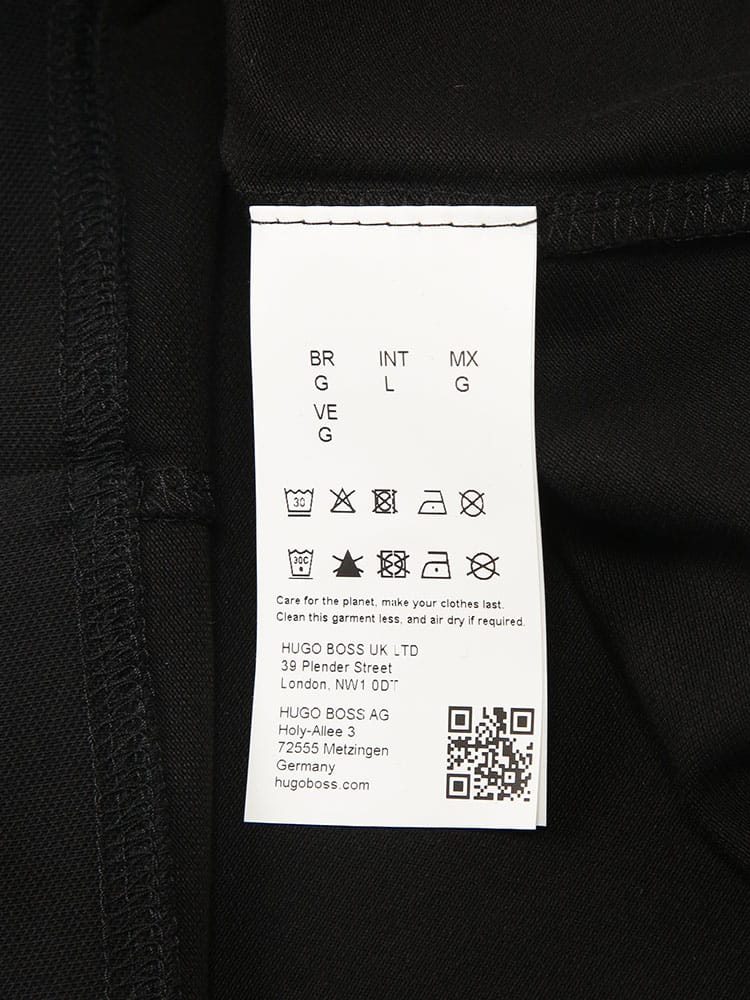 BR INT MX
G L G
VE
G
30
30C
Care for the planet, make your clothes last.
Clean this garment less, and air dry if required.
HUGO BOSS UK LTD
39 Plender Street
London, NW1 0DT
HUGO BOSS AG
Holy-Allee 3
72555 Metzingen
Germany
hugoboss.com